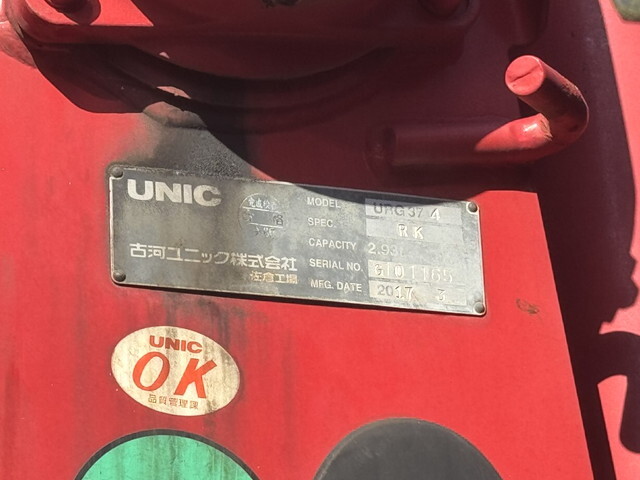 UNIC
MODEL URG37 4
SPEC. RK
CAPACITY 2.93
古河ユニック株式会社
SERIAL NO. G101165
佐倉工場
MFG. DATE 2017 3
UNIC
OK
品質管理課